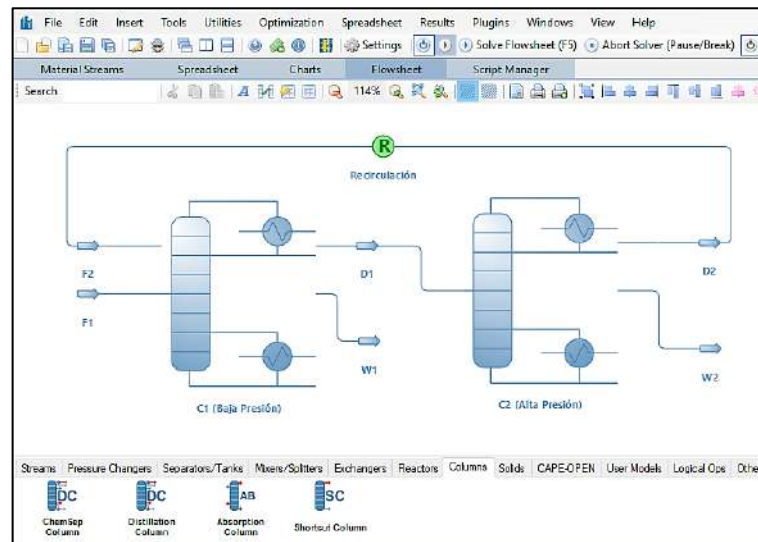 File Edit Insert Tools Utilities Optimization Spreadsheet Results Plugins Windows View Help
Settings Solve Flowsheet (F5) Abort Solver (Pause/Break)
Material Streams Spreadsheet Charts Flowsheet Script Manager
Search 114%
R
Recirculación
F2 D1 D2
F1
W1 W2
C1 (Baja Presión) C2 (Alta Presión)
Streams Pressure Changers Separators/Tanks Mixers/Splitters Exchangers Reactors Columns Solids CAPE-OPEN User Models Logical Ops Othe
DC DC AB SC
ChemSep Distillation Absorption Shortcut Column
Column Column Column